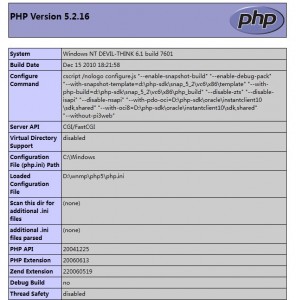 PHP Version 5.2.16
php
System Windows NT DEVIL-THINK 6.1 build 7601
Build Date Dec 15 2010 18:21:58
Configure Command cscript /nologo configure.js "--enable-snapshot-build" "--enable-debug-pack"
"--with-snapshot-template=d:\php-sdk\snap_5_2\vc6\x86\template" "--with-
php-build=d:\php-sdk\snap_5_2\vc6\x86\php_build" "--disable-zts" "--disable-
isapi" "--disable-nsapi" "--with-pdo-oci=D:\php-sdk\oracle\instantclient10
\sdk,shared" "--with-oci8=D:\php-sdk\oracle\instantclient10\sdk,shared"
"--without-pi3web"
Server API CGI/FastCGI
Virtual Directory Support disabled
Configuration File (php.ini) Path C:\Windows
Loaded Configuration File D:\wnmp\php5\php.ini
Scan this dir for additional .ini files (none)
additional .ini files parsed (none)
PHP API 20041225
PHP Extension 20060613
Zend Extension 220060519
Debug Build no
Thread Safety disabled